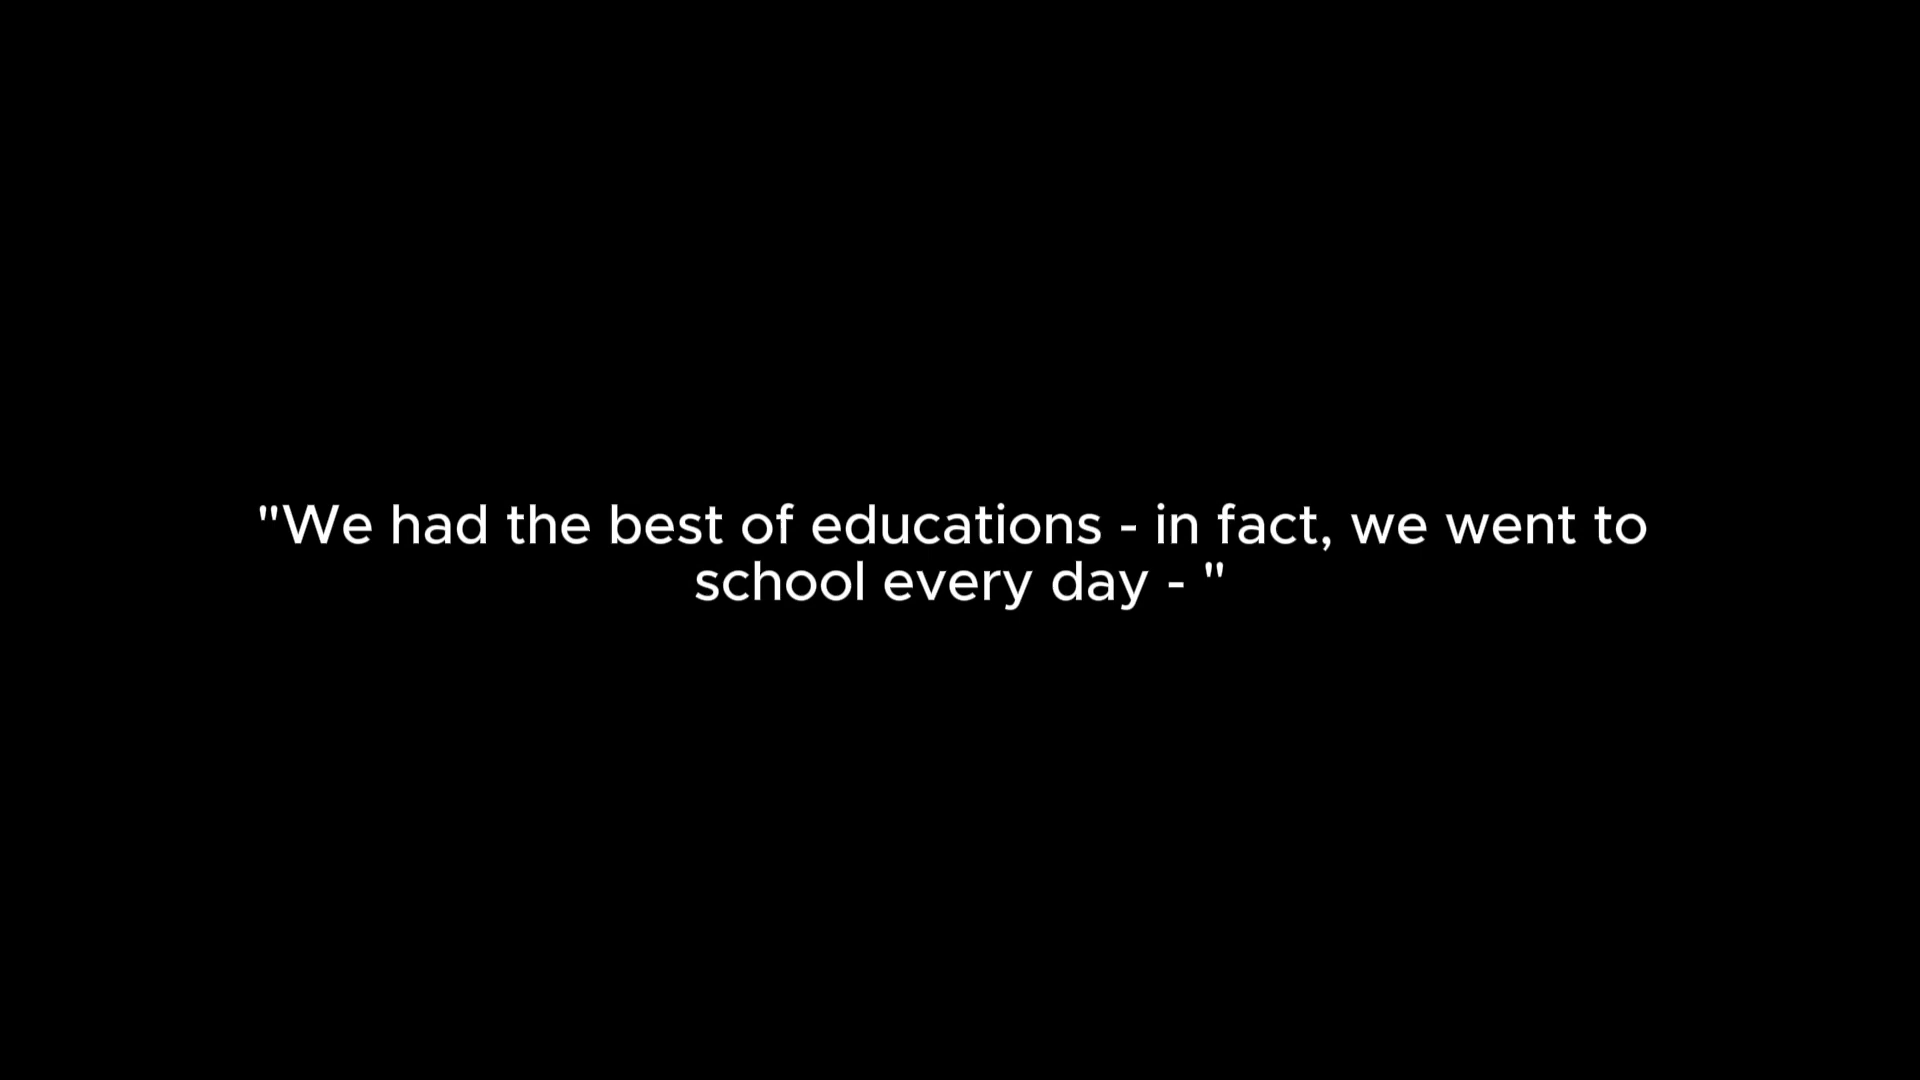 "We had the best of educations - in fact, we went to
school every day - "